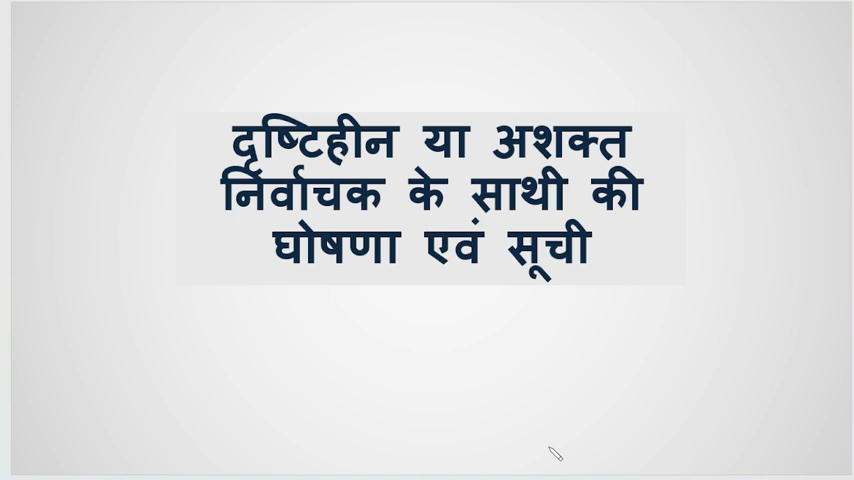 दृष्टिहीन या अशक्त
निर्वाचक के साथी की
घोषणा एवं सूची